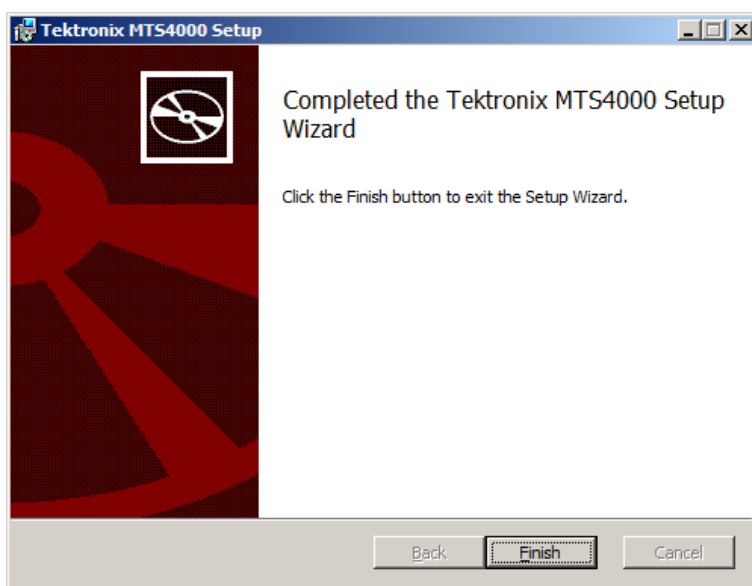 Tektronix MTS4000 Setup
Completed the Tektronix MTS4000 Setup
Wizard
Click the Finish button to exit the Setup Wizard.
Back Finish Cancel